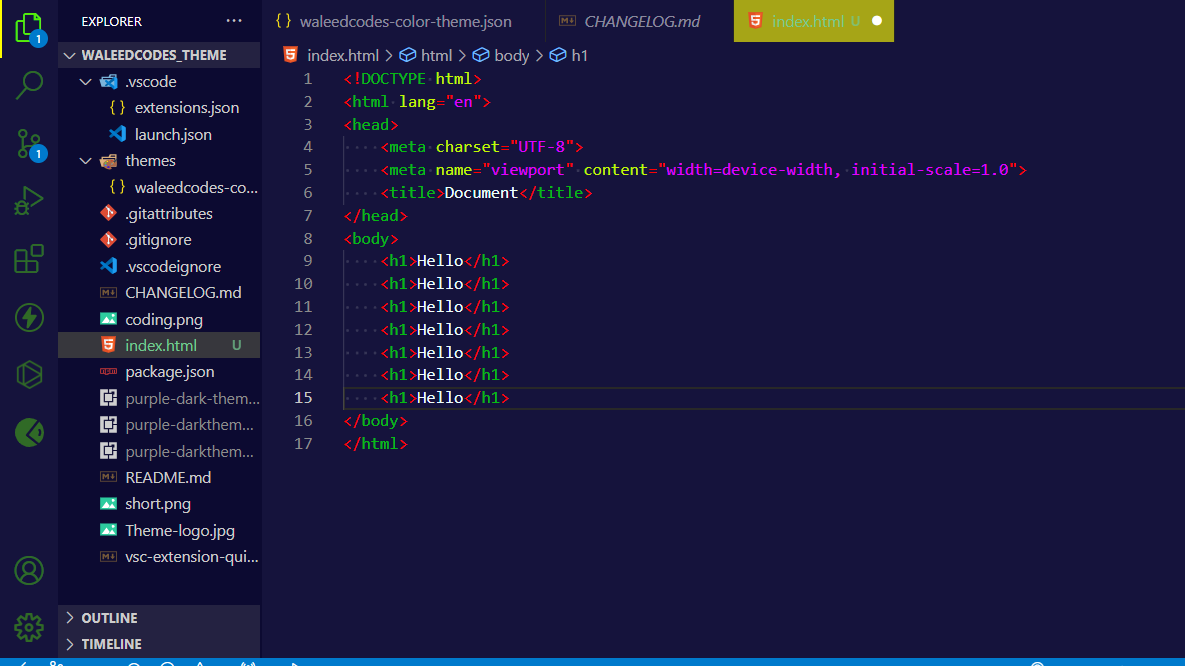 EXPLORER ···
WALEEDCODES_THEME
.vscode
{ } extensions.json
launch.json
themes
{ } waleedcodes-co...
.gitattributes
.gitignore
.vscodeignore
CHANGELOG.md
coding.png
index.html U
package.json
purple-dark-them...
purple-darkthem...
purple-darkthem...
README.md
short.png
Theme-logo.jpg
vsc-extension-qui...
OUTLINE
TIMELINE
1
1
{ } waleedcodes-color-theme.json CHANGELOG.md index.html U
index.html > html > body > h1
1 <!DOCTYPE html>
2 <html lang="en">
3 <head>
4 <meta charset="UTF-8">
5 <meta name="viewport" content="width=device-width, initial-scale=1.0">
6 <title>Document</title>
7 </head>
8 <body>
9 <h1>Hello</h1>
10 <h1>Hello</h1>
11 <h1>Hello</h1>
12 <h1>Hello</h1>
13 <h1>Hello</h1>
14 <h1>Hello</h1>
15 <h1>Hello</h1>
16 </body>
17 </html>